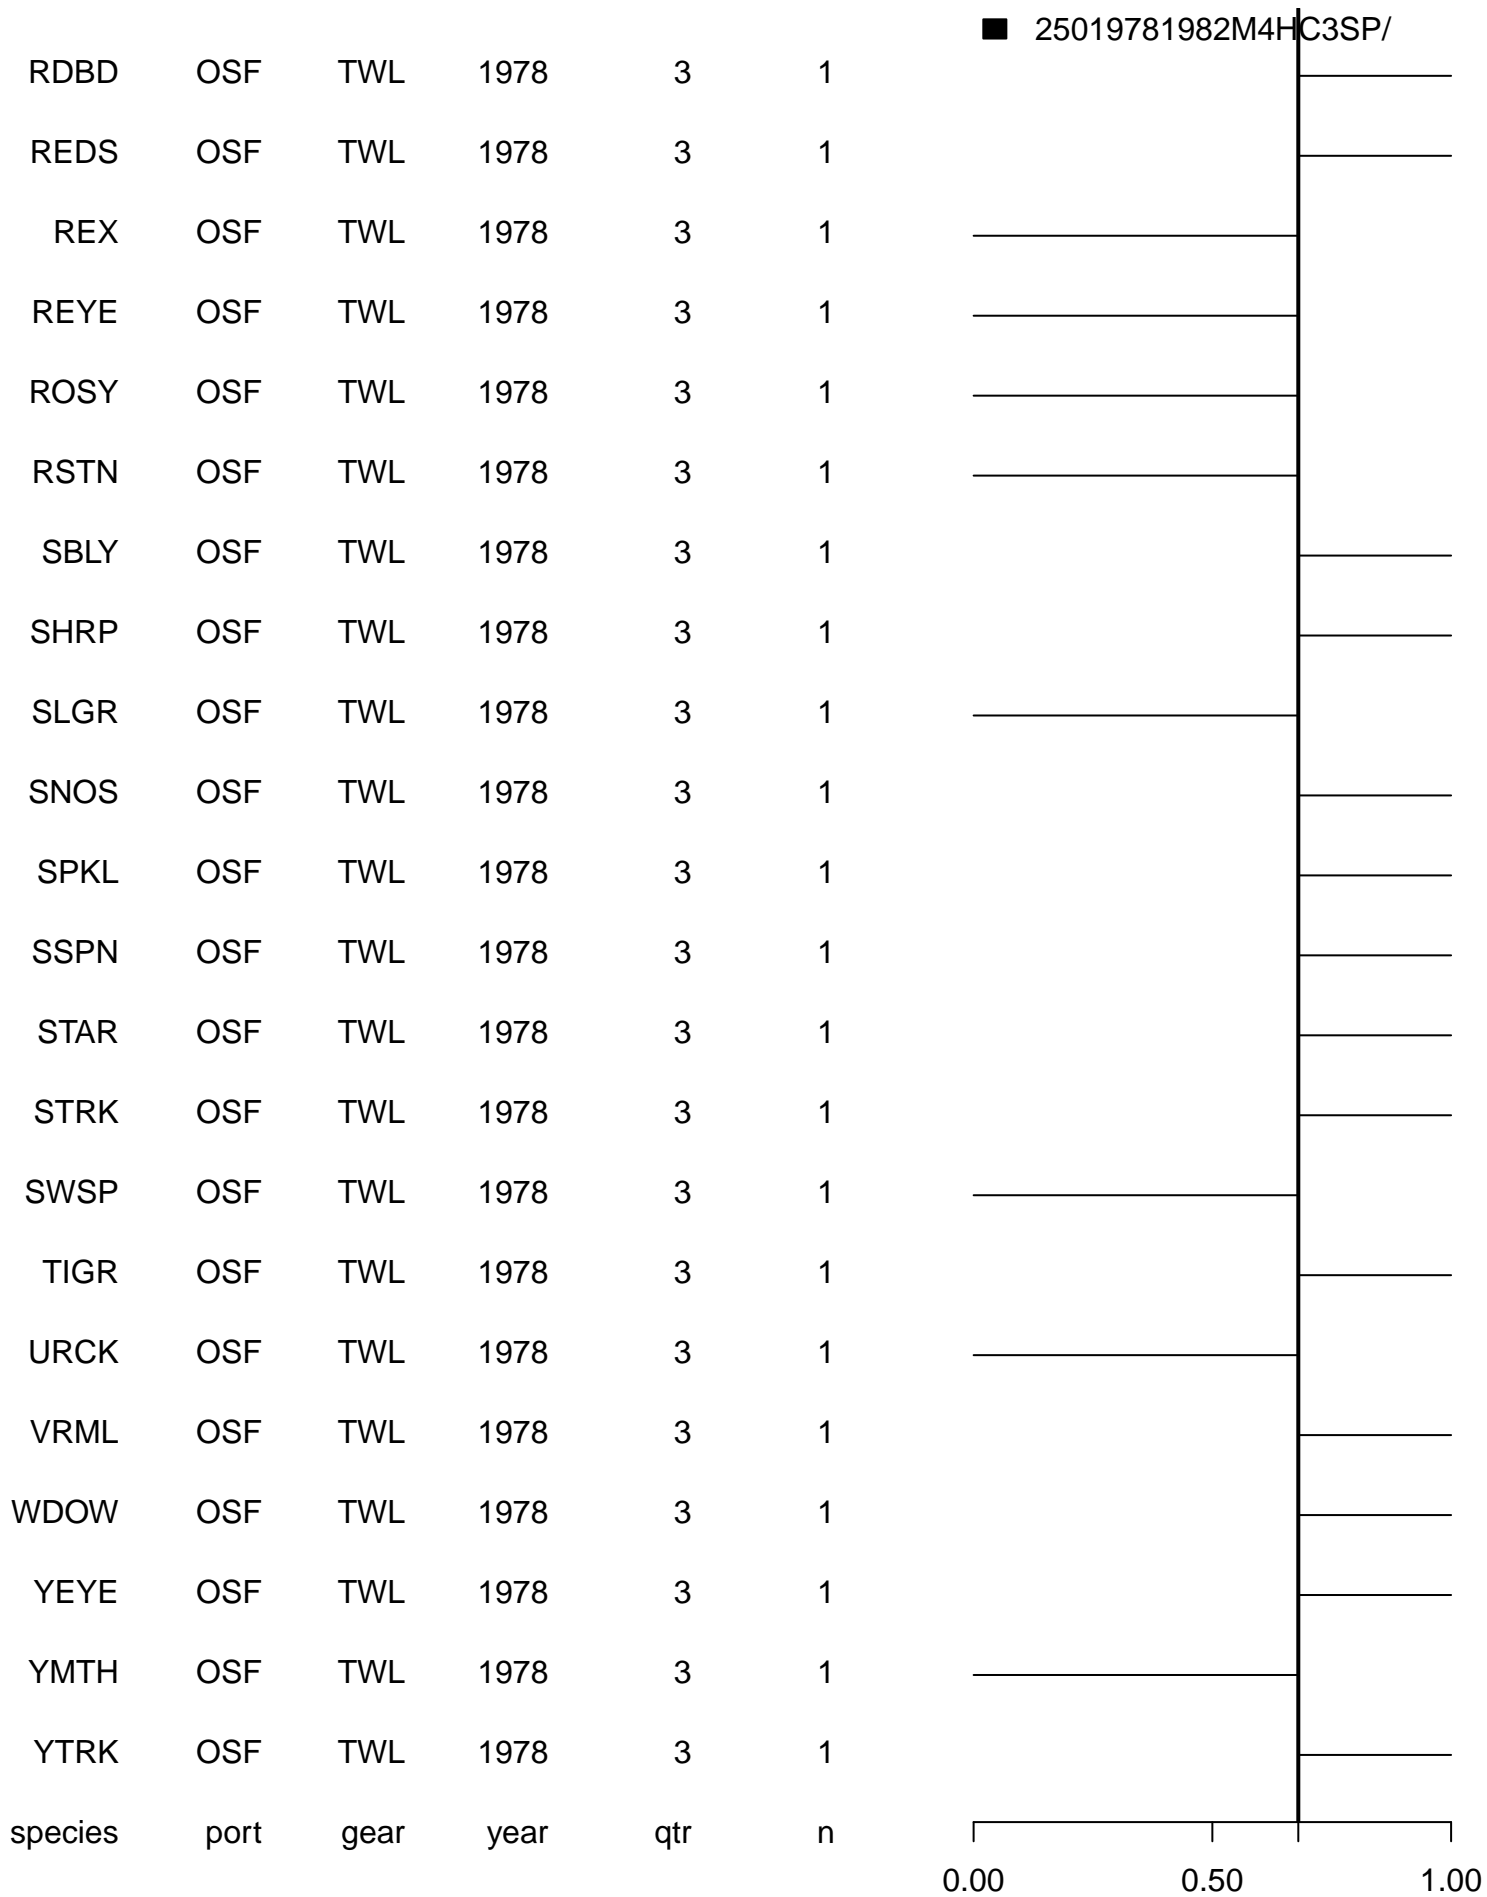 25019781982M4HC3SP/
RDBD OSF TWL 1978 3 1
REDS OSF TWL 1978 3 1
REX OSF TWL 1978 3 1
REYE OSF TWL 1978 3 1
ROSY OSF TWL 1978 3 1
RSTN OSF TWL 1978 3 1
SBLY OSF TWL 1978 3 1
SHRP OSF TWL 1978 3 1
SLGR OSF TWL 1978 3 1
SNOS OSF TWL 1978 3 1
SPKL OSF TWL 1978 3 1
SSPN OSF TWL 1978 3 1
STAR OSF TWL 1978 3 1
STRK OSF TWL 1978 3 1
SWSP OSF TWL 1978 3 1
TIGR OSF TWL 1978 3 1
URCK OSF TWL 1978 3 1
VRML OSF TWL 1978 3 1
WDOW OSF TWL 1978 3 1
YEYE OSF TWL 1978 3 1
YMTH OSF TWL 1978 3 1
YTRK OSF TWL 1978 3 1
species port gear year qtr n
0.00 0.50 1.00